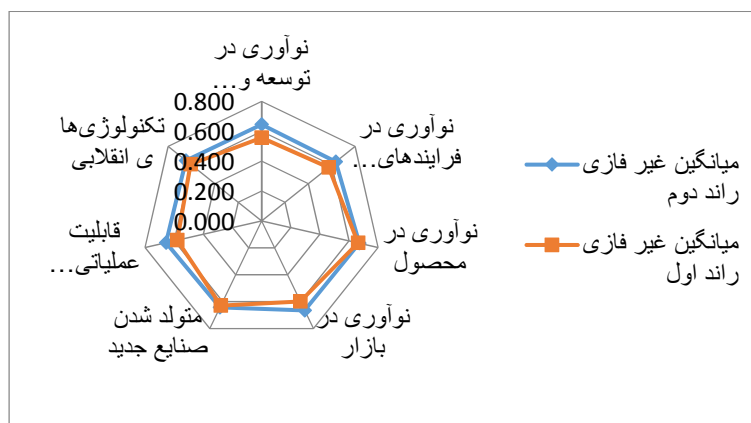 نوآوری در
توسعه و...
نوآوری در
فرایندهای...
نوآوری در
محصول
نوآوری در
بازار
متولد شدن
صنایع جدید
قابلیت
عملیاتی...
تکنولوژی‌ها
ی انقلابی
0.800
0.600
0.400
0.200
0.000
میانگین غیر فازی
راند دوم
میانگین غیر فازی
راند اول